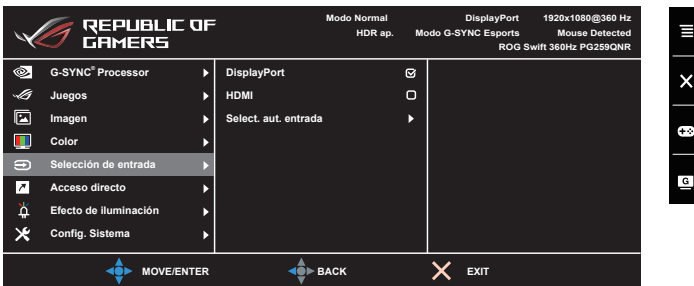 REPUBLIC OF
GAMERS
Modo Normal DisplayPort 1920x1080@360 Hz
HDR ap. Modo G-SYNC Esports Mouse Detected
ROG Swift 360Hz PG259QNR
G-SYNC® Processor
Juegos
Imagen
Color
Selección de entrada
Acceso directo
Efecto de iluminación
Config. Sistema
DisplayPort
HDMI
Select. aut. entrada
MOVE/ENTER BACK EXIT
G